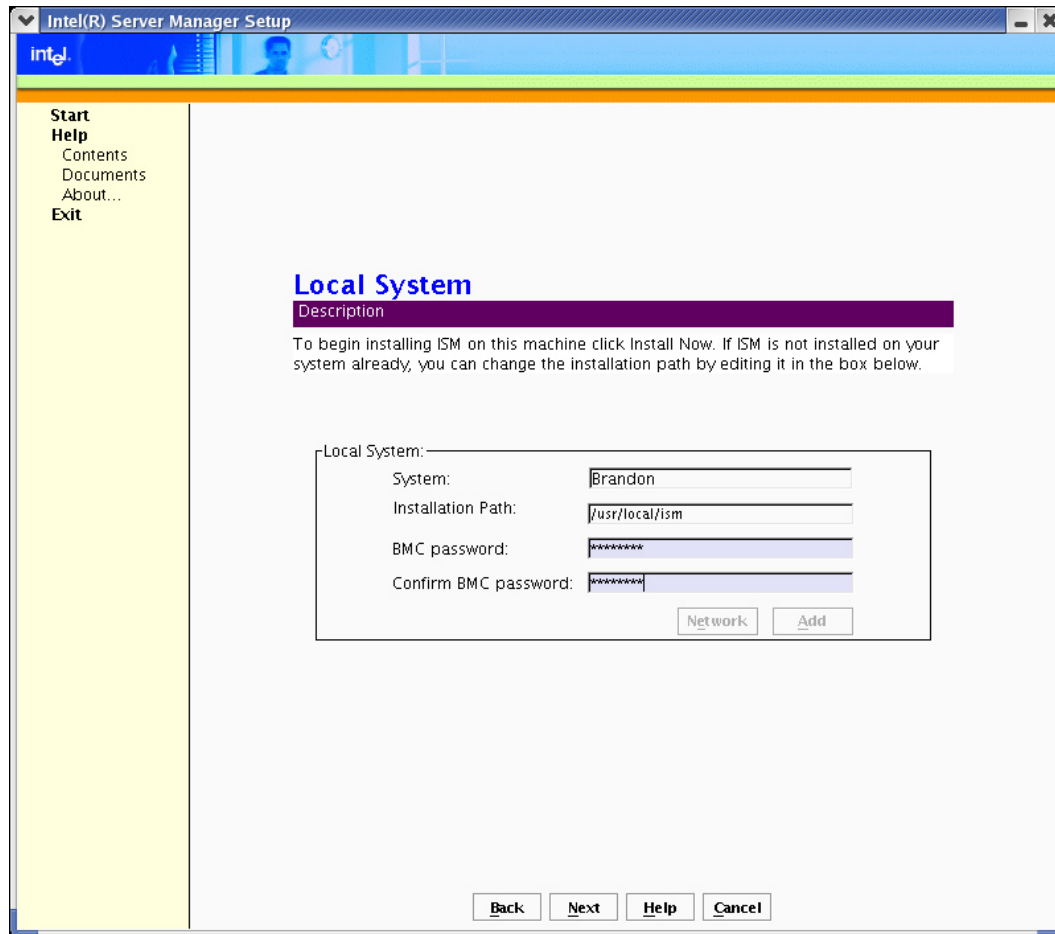 Intel(R) Server Manager Setup
intel.
Start
Help
Contents
Documents
About...
Exit
Local System
Description
To begin installing ISM on this machine click Install Now. If ISM is not installed on your
system already, you can change the installation path by editing it in the box below.
Local System:
System: Brandon
Installation Path: /usr/local/ism
BMC password: ********
Confirm BMC password: ********
Network Add
Back Next Help Cancel